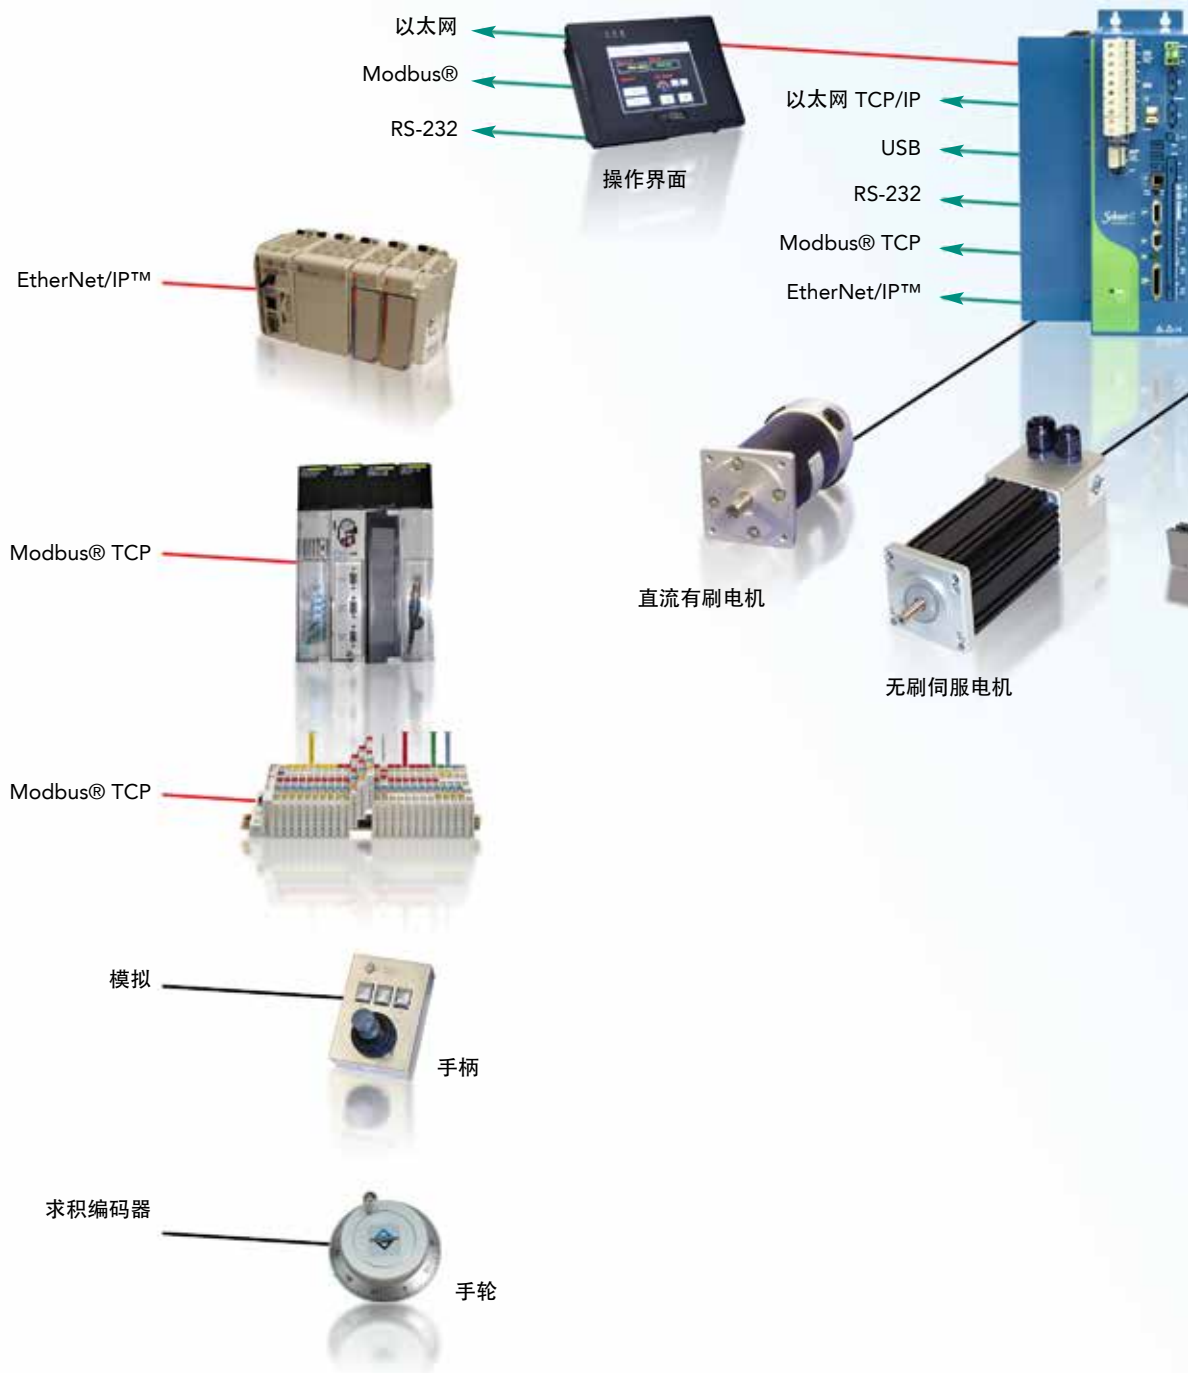 以太网
Modbus®
RS-232
操作界面
以太网 TCP/IP
USB
RS-232
Modbus® TCP
EtherNet/IP™
EtherNet/IP™
Modbus® TCP
直流有刷电机
无刷伺服电机
Modbus® TCP
模拟
手柄
求积编码器
手轮